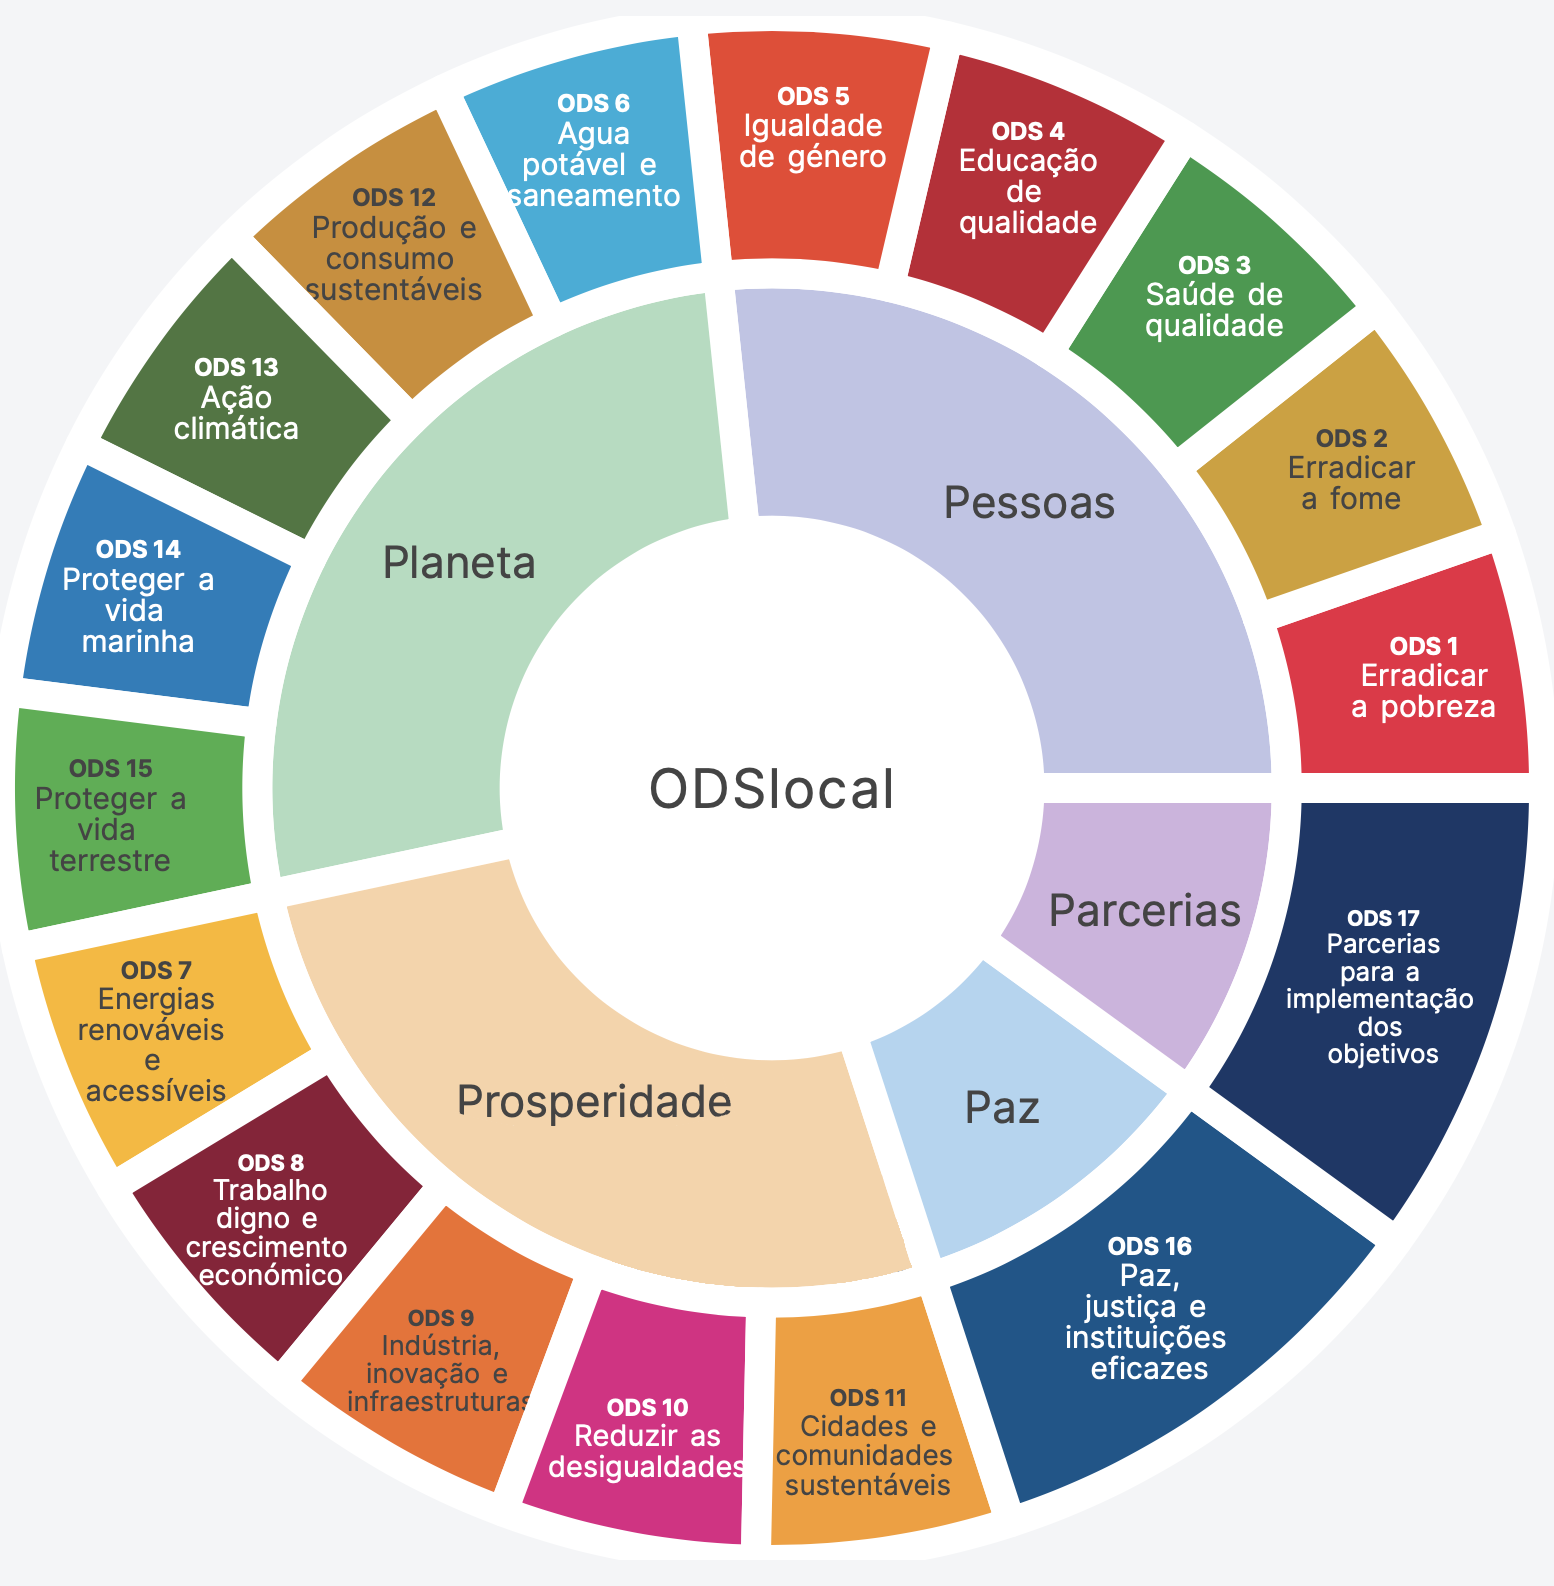 ODS 6
Agua
potável e
saneamento
ODS 5
Igualdade
de género
ODS 4
Educação
de
qualidade
ODS 3
Saúde de
qualidade
ODS 2
Erradicar
a fome
ODS 1
Erradicar
a pobreza
ODS 17
Parcerias
para a
implementação
dos
objetivos
ODS 16
Paz,
justiça e
instituições
eficazes
ODS 11
Cidades e
comunidades
sustentáveis
ODS 10
Reduzir as
desigualdades
ODS 9
Indústria,
inovação e
infraestruturas
ODS 8
Trabalho
digno e
crescimento
económico
ODS 7
Energias
renováveis
e
acessíveis
ODS 15
Proteger a
vida
terrestre
ODS 14
Proteger a
vida
marinha
ODS 13
Ação
climática
ODS 12
Produção e
consumo
sustentáveis
Pessoas
Planeta
ODSlocal
Parcerias
Prosperidade
Paz